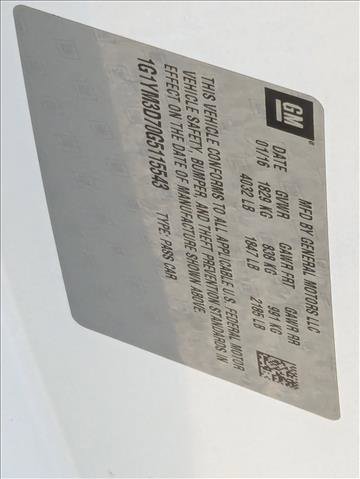 GM
MFD BY GENERAL MOTORS LLC
DATE GVWR GAWR FRT GAWR RR
01/16 1829 KG 838 KG 991 KG
4032 LB 1847 LB 2185 LB
THIS VEHICLE CONFORMS TO ALL APPLICABLE U.S. FEDERAL MOTOR
VEHICLE SAFETY, BUMPER, AND THEFT PREVENTION STANDARDS IN
EFFECT ON THE DATE OF MANUFACTURE SHOWN ABOVE.
1G1YM3D70G5115543 TYPE: PASS CAR